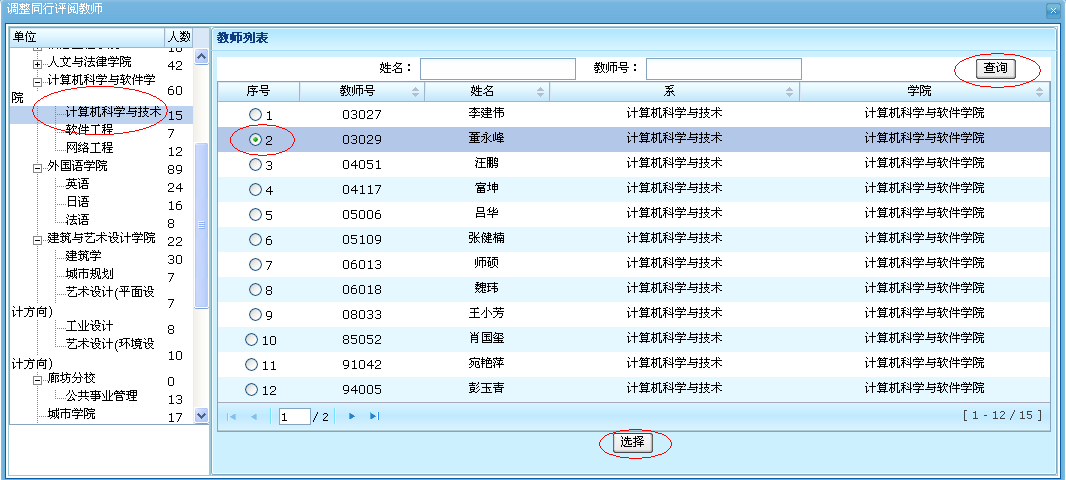 调整同行评阅教师
单位 人数
人文与法律学院 42
计算机科学与软件学
院 60
计算机科学与技术 15
软件工程 7
网络工程 12
外国语学院 89
英语 24
日语 16
法语 8
建筑与艺术设计学院 22
建筑学 30
城市规划 7
艺术设计(平面设
计方向) 7
工业设计 8
艺术设计(环境设
计方向) 10
廊坊分校 0
公共事业管理 13
城市学院 17
教师列表
姓名： 教师号： 查询
序号 教师号 姓名 系 学院
1 03027 李建伟 计算机科学与技术 计算机科学与软件学院
2 03029 董永峰 计算机科学与技术 计算机科学与软件学院
3 04051 汪鹏 计算机科学与技术 计算机科学与软件学院
4 04117 富坤 计算机科学与技术 计算机科学与软件学院
5 05006 吕华 计算机科学与技术 计算机科学与软件学院
6 05109 张健楠 计算机科学与技术 计算机科学与软件学院
7 06013 师硕 计算机科学与技术 计算机科学与软件学院
8 06018 魏玮 计算机科学与技术 计算机科学与软件学院
9 08033 王小芳 计算机科学与技术 计算机科学与软件学院
10 85052 肖国玺 计算机科学与技术 计算机科学与软件学院
11 91042 宛艳萍 计算机科学与技术 计算机科学与软件学院
12 94005 彭玉青 计算机科学与技术 计算机科学与软件学院
1 / 2 [ 1 - 12 / 15 ]
选择